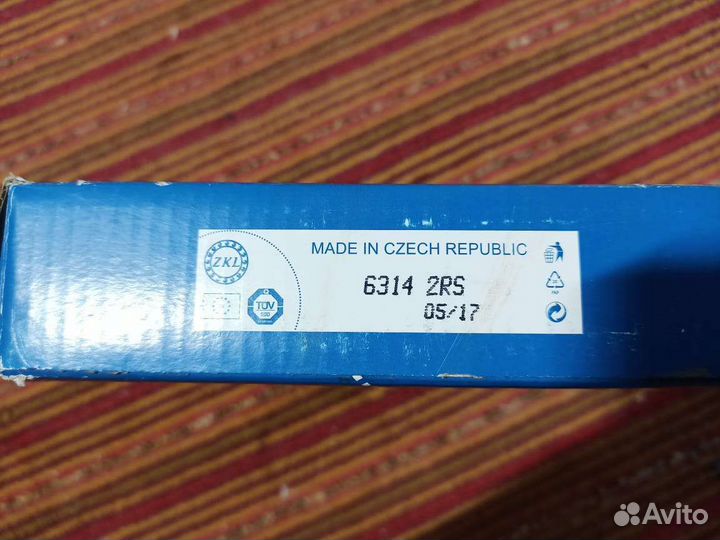 MADE IN CZECH REPUBLIC
ZKL
6314 2RS
TÜV
05/17
Avito